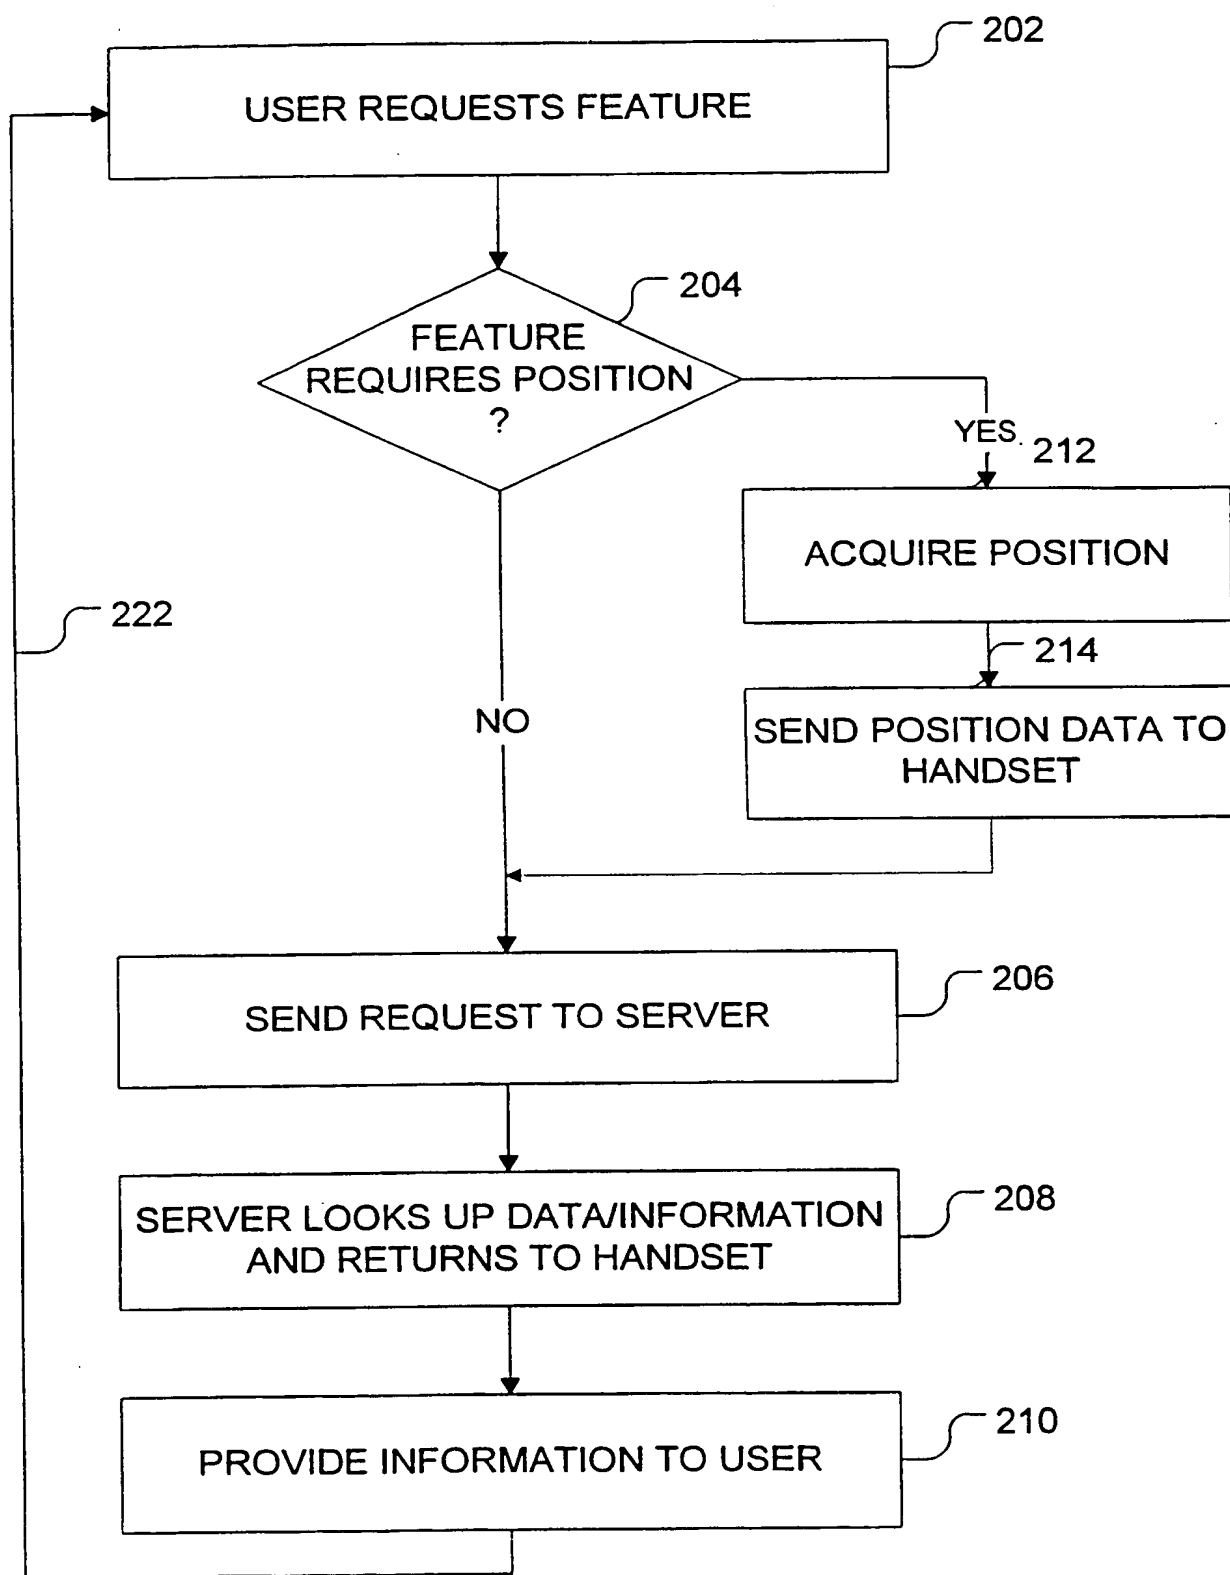 202
USER REQUESTS FEATURE
204
FEATURE
REQUIRES POSITION
?
YES
212
ACQUIRE POSITION
222
214
NO
SEND POSITION DATA TO
HANDSET
206
SEND REQUEST TO SERVER
208
SERVER LOOKS UP DATA/INFORMATION
AND RETURNS TO HANDSET
210
PROVIDE INFORMATION TO USER